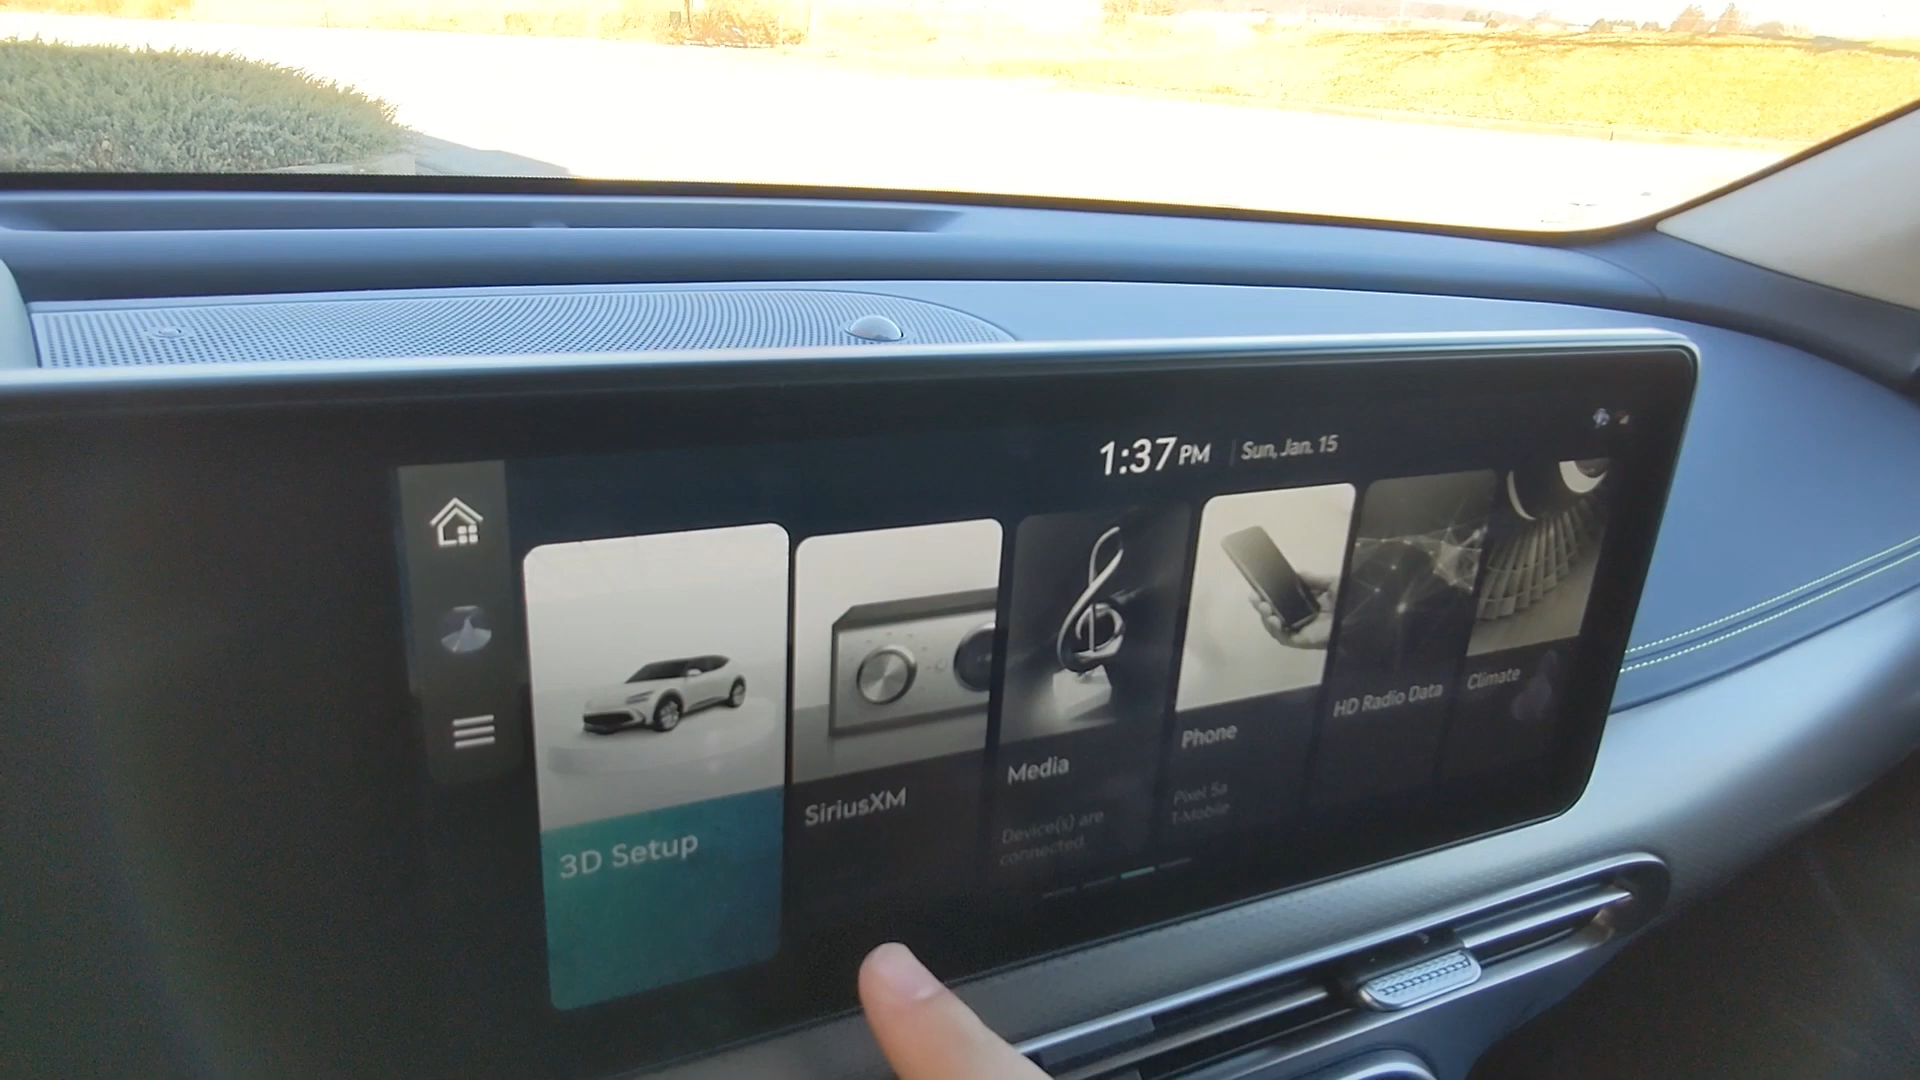 1:37 PM
Sun, Jan. 15
3D Setup
SiriusXM
Media
Device(s) are
connected
Phone
Pixel 5a
T-Mobile
HD Radio Data
Climate